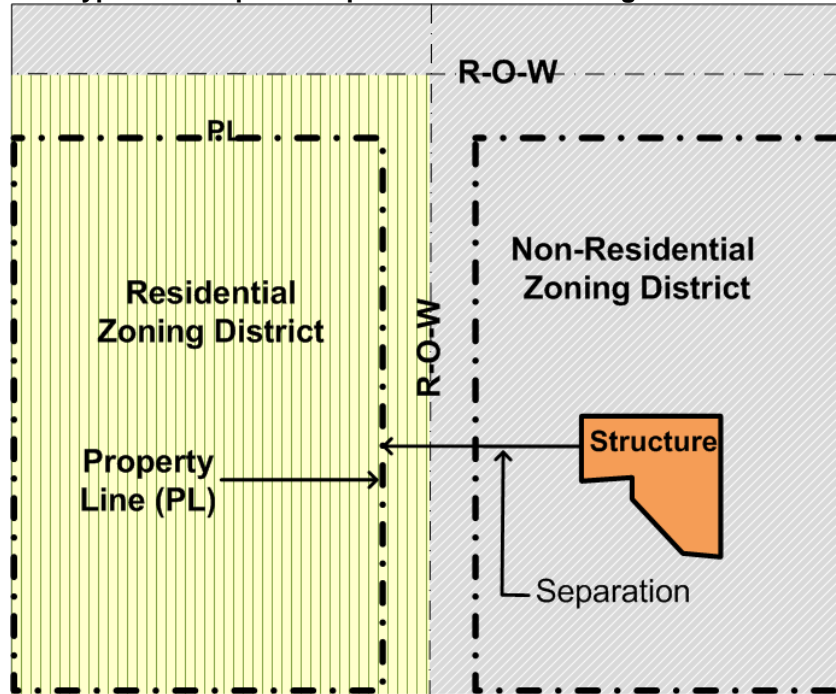 R-O-W
PL
Non-Residential
Zoning District
Residential
Zoning District
R-O-W
Structure
Property
Line (PL)
Separation